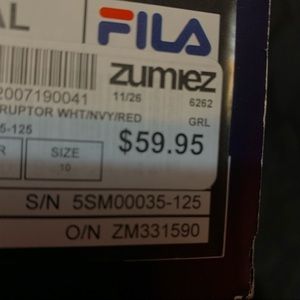 AL FILA
zumiez
2007190041 11/26 6262
RUPTOR WHT/NVY/RED GRL
5-125 $59.95
R SIZE
10
S/N 5SM00035-125
O/N ZM331590